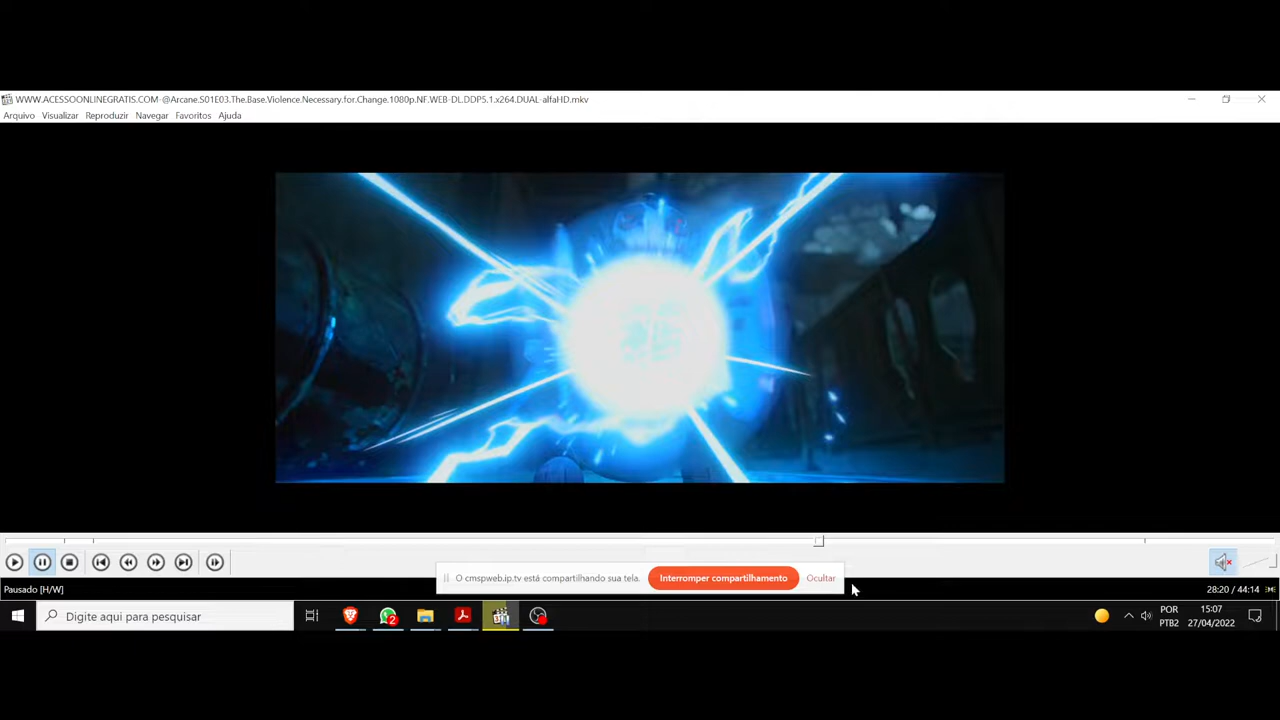 WWW.ACESSOONLINEGRATIS.COM-@Arcane.S01E03.The.Base.Violence.Necessary.for.Change.1080p.NF.WEB-DL.DDP5.1.x264.DUAL-alfaHD.mkv
Arquivo Visualizar Reproduzir Navegar Favoritos Ajuda
O cmspweb.ip.tv está compartilhando sua tela. Interromper compartilhamento Ocultar
Pausado [H/W] 28:20 / 44:14
Digite aqui para pesquisar 2 POR 15:07
PTB2 27/04/2022